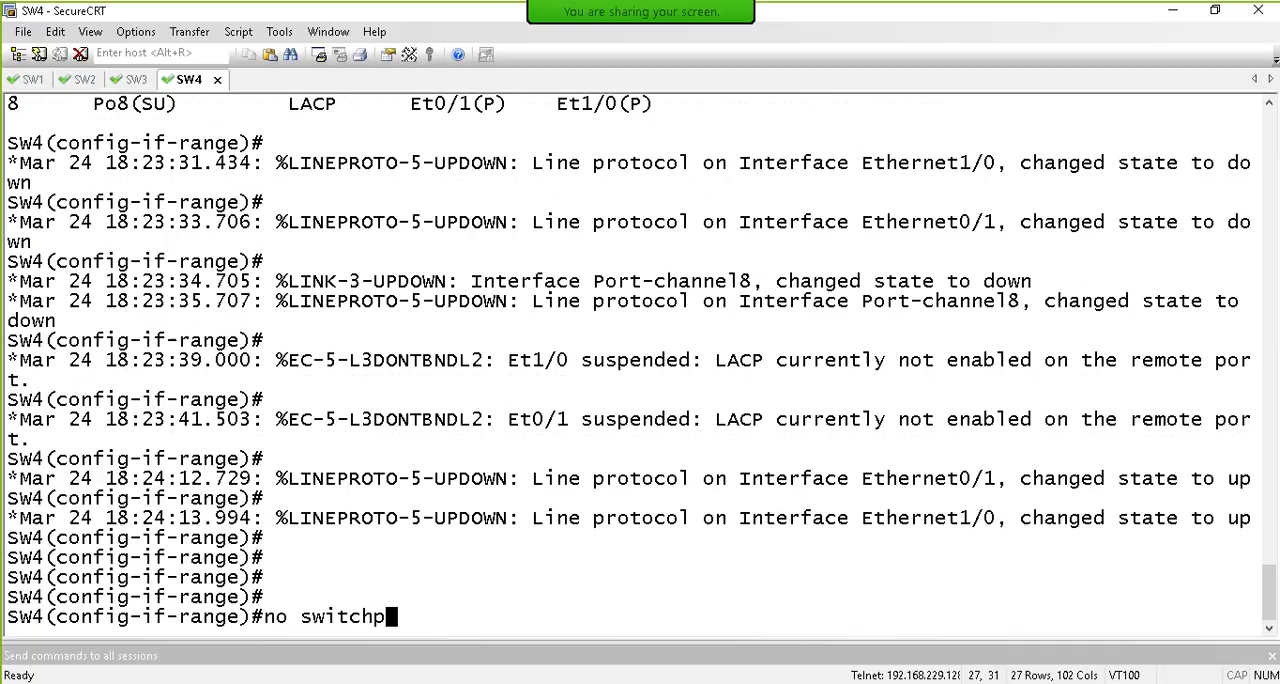 SW4 - SecureCRT
You are sharing your screen.
File Edit View Options Transfer Script Tools Window Help
Enter host <Alt+R>
SW1 SW2 SW3 SW4
8 Po8(SU) LACP Et0/1(P) Et1/0(P)
SW4(config-if-range)#
*Mar 24 18:23:31.434: %LINEPROTO-5-UPDOWN: Line protocol on Interface Ethernet1/0, changed state to do
wn
SW4(config-if-range)#
*Mar 24 18:23:33.706: %LINEPROTO-5-UPDOWN: Line protocol on Interface Ethernet0/1, changed state to do
wn
SW4(config-if-range)#
*Mar 24 18:23:34.705: %LINK-3-UPDOWN: Interface Port-channel8, changed state to down
*Mar 24 18:23:35.707: %LINEPROTO-5-UPDOWN: Line protocol on Interface Port-channel8, changed state to
down
SW4(config-if-range)#
*Mar 24 18:23:39.000: %EC-5-L3DONTBNDL2: Et1/0 suspended: LACP currently not enabled on the remote por
t.
SW4(config-if-range)#
*Mar 24 18:23:41.503: %EC-5-L3DONTBNDL2: Et0/1 suspended: LACP currently not enabled on the remote por
t.
SW4(config-if-range)#
*Mar 24 18:24:12.729: %LINEPROTO-5-UPDOWN: Line protocol on Interface Ethernet0/1, changed state to up
SW4(config-if-range)#
*Mar 24 18:24:13.994: %LINEPROTO-5-UPDOWN: Line protocol on Interface Ethernet1/0, changed state to up
SW4(config-if-range)#
SW4(config-if-range)#
SW4(config-if-range)#
SW4(config-if-range)#
SW4(config-if-range)#no switchp
Send commands to all sessions
Ready Telnet: 192.168.229.128 27, 31 27 Rows, 102 Cols VT100 CAP NUM